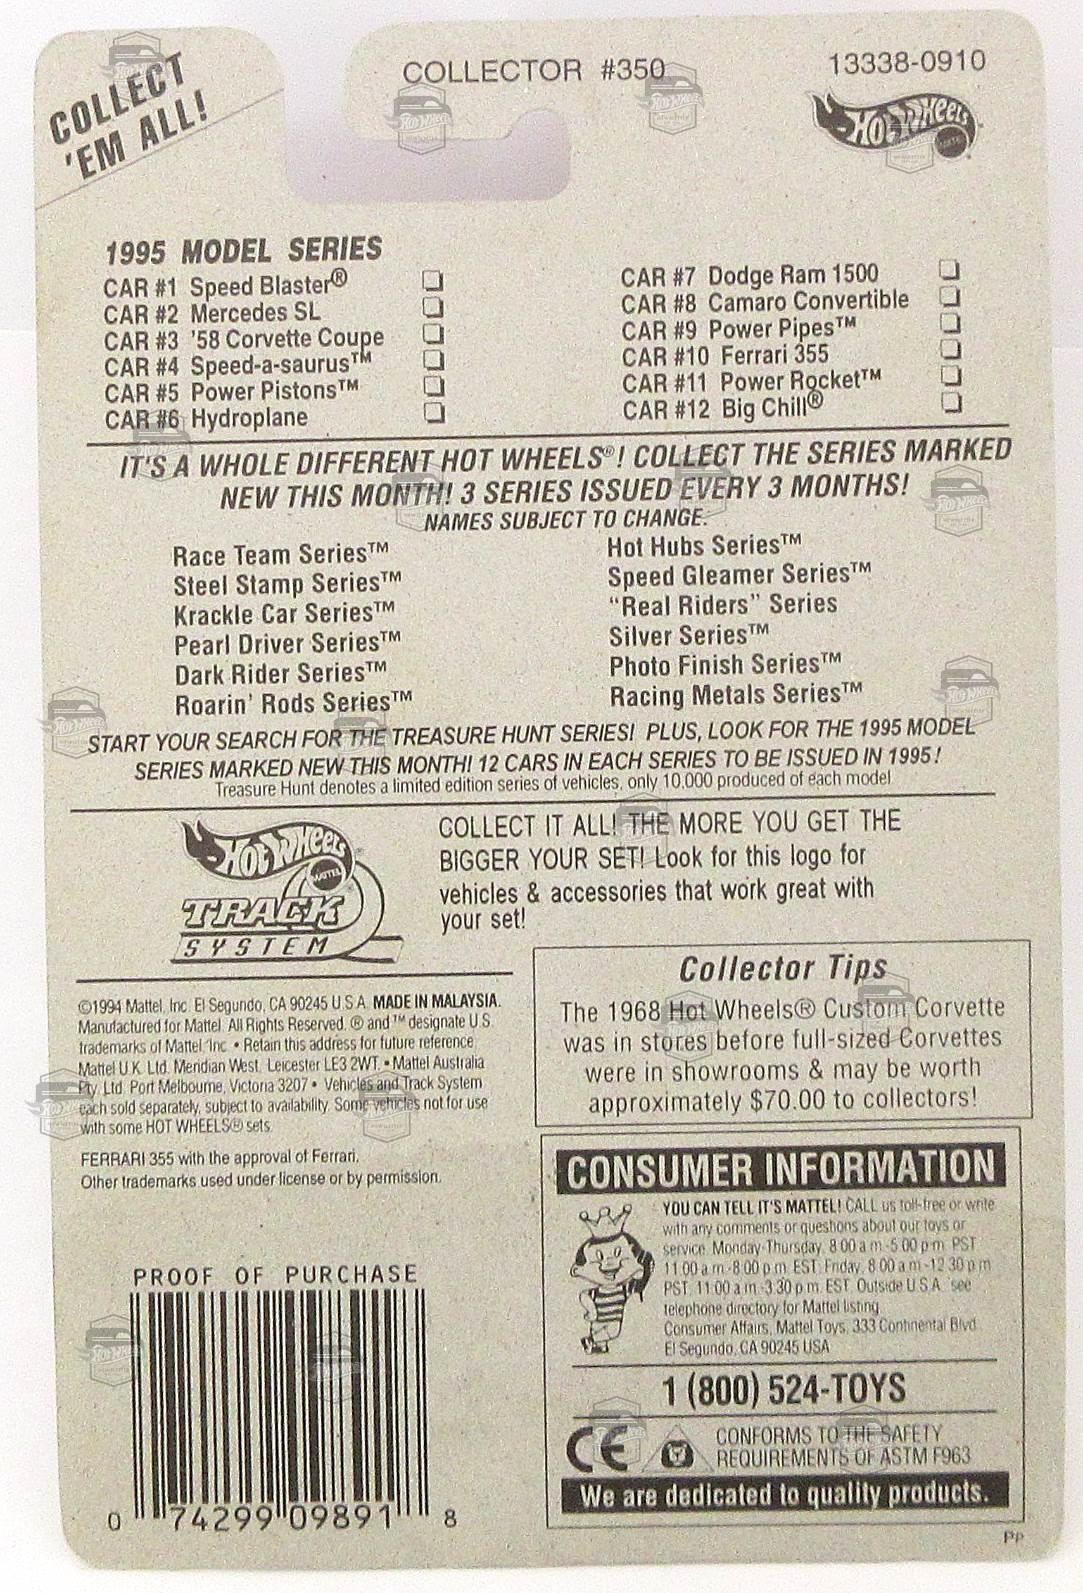 COLLECT
'EM ALL!
COLLECTOR #350
13338-0910
HOT WHEELS
MATTEL
1995 MODEL SERIES
CAR #1 Speed Blaster®
CAR #2 Mercedes SL
CAR #3 '58 Corvette Coupe
CAR #4 Speed-a-saurus™
CAR #5 Power Pistons™
CAR #6 Hydroplane
CAR #7 Dodge Ram 1500
CAR #8 Camaro Convertible
CAR #9 Power Pipes™
CAR #10 Ferrari 355
CAR #11 Power Rocket™
CAR #12 Big Chill®
IT'S A WHOLE DIFFERENT HOT WHEELS®! COLLECT THE SERIES MARKED
NEW THIS MONTH! 3 SERIES ISSUED EVERY 3 MONTHS!
NAMES SUBJECT TO CHANGE.
Race Team Series™
Steel Stamp Series™
Krackle Car Series™
Pearl Driver Series™
Dark Rider Series™
Roarin' Rods Series™
Hot Hubs Series™
Speed Gleamer Series™
"Real Riders" Series
Silver Series™
Photo Finish Series™
Racing Metals Series™
START YOUR SEARCH FOR THE TREASURE HUNT SERIES! PLUS, LOOK FOR THE 1995 MODEL
SERIES MARKED NEW THIS MONTH! 12 CARS IN EACH SERIES TO BE ISSUED IN 1995!
Treasure Hunt denotes a limited edition series of vehicles, only 10,000 produced of each model
HOT WHEELS
MATTEL
TRACK
SYSTEM
COLLECT IT ALL! THE MORE YOU GET THE
BIGGER YOUR SET! Look for this logo for
vehicles & accessories that work great with
your set!
©1994 Mattel, Inc. El Segundo, CA 90245 U.S.A. MADE IN MALAYSIA.
Manufactured for Mattel. All Rights Reserved. ® and ™ designate U.S.
trademarks of Mattel, Inc. • Retain this address for future reference:
Mattel U.K. Ltd. Meridian West, Leicester LE3 2WT. • Mattel Australia
Pty. Ltd. Port Melbourne, Victoria 3207 • Vehicles and Track System
each sold separately, subject to availability. Some vehicles not for use
with some HOT WHEELS® sets.
FERRARI 355 with the approval of Ferrari.
Other trademarks used under license or by permission.
Collector Tips
The 1968 Hot Wheels® Custom Corvette
was in stores before full-sized Corvettes
were in showrooms & may be worth
approximately $70.00 to collectors!
CONSUMER INFORMATION
YOU CAN TELL IT'S MATTEL! CALL us toll-free or write
with any comments or questions about our toys or
service. Monday-Thursday, 8:00 a.m.-5:00 p.m. PST
11:00 a.m.-8:00 p.m. EST. Friday, 8:00 a.m.-12:30 p.m.
PST, 11:00 a.m.-3:30 p.m. EST. Outside U.S.A. see
telephone directory for Mattel listing.
Consumer Affairs, Mattel Toys, 333 Continental Blvd.
El Segundo, CA 90245 USA
1 (800) 524-TOYS
CE
CONFORMS TO THE SAFETY
REQUIREMENTS OF ASTM F963
We are dedicated to quality products.
PROOF OF PURCHASE
0 74299 09891 8
PP